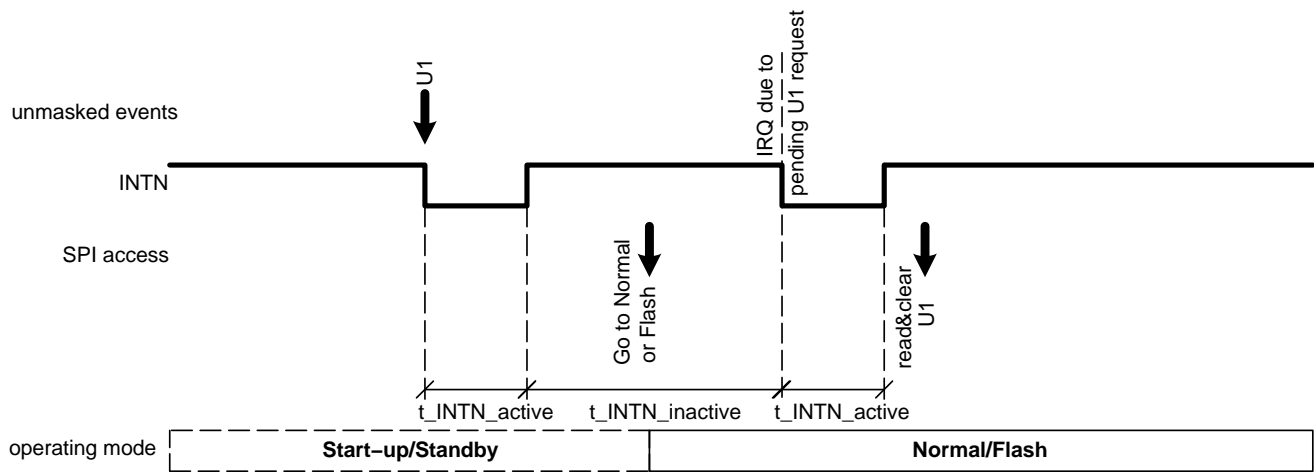 U1
IRQ due to
pending U1 request
unmasked events
INTN
SPI access
Go to Normal
or Flash
read&clear
U1
t_INTN_active
t_INTN_inactive
t_INTN_active
operating mode
Start−up/Standby
Normal/Flash